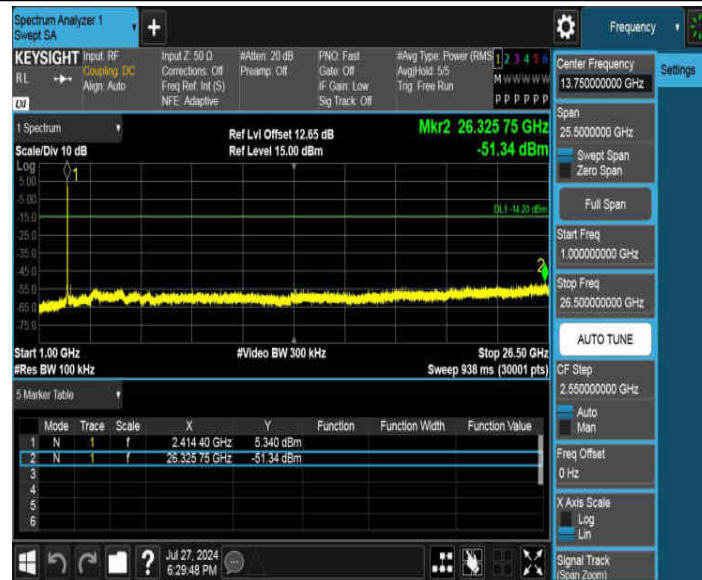 Spectrum Analyzer 1
Swept SA
+
Frequency
KEYSIGHT
RL
LXI
Input: RF
Coupling: DC
Align: Auto
Input Z: 50 Ω
Corrections: Off
Freq Ref: Int (S)
NFE: Adaptive
#Atten: 20 dB
Preamp: Off
PNO: Fast
Gate: Off
IF Gain: Low
Sig Track: Off
#Avg Type: Power (RMS
Avg|Hold: 5/5
Trig: Free Run
1 2 3 4 5 6
M W W W W W
P P P P P P
1 Spectrum
Scale/Div 10 dB
Ref Lvl Offset 12.65 dB
Ref Level 15.00 dBm
Mkr2 26.325 75 GHz
-51.34 dBm
Log
5.00
-5.00
-15.0
-25.0
-35.0
-45.0
-55.0
-65.0
-75.0
1
DL1 -14.20 dBm
2
Start 1.00 GHz
#Res BW 100 kHz
#Video BW 300 kHz
Stop 26.50 GHz
Sweep 938 ms (30001 pts)
5 Marker Table
Mode Trace Scale X Y Function Function Width Function Value
1 N 1 f 2.414 40 GHz 5.340 dBm
2 N 1 f 26.325 75 GHz -51.34 dBm
3
4
5
6
?
Jul 27, 2024
6:29:48 PM
Center Frequency
13.750000000 GHz
Settings
Span
25.5000000 GHz
Swept Span
Zero Span
Full Span
Start Freq
1.000000000 GHz
Stop Freq
26.500000000 GHz
AUTO TUNE
CF Step
2.550000000 GHz
Auto
Man
Freq Offset
0 Hz
X Axis Scale
Log
Lin
Signal Track
(Span Zoom)